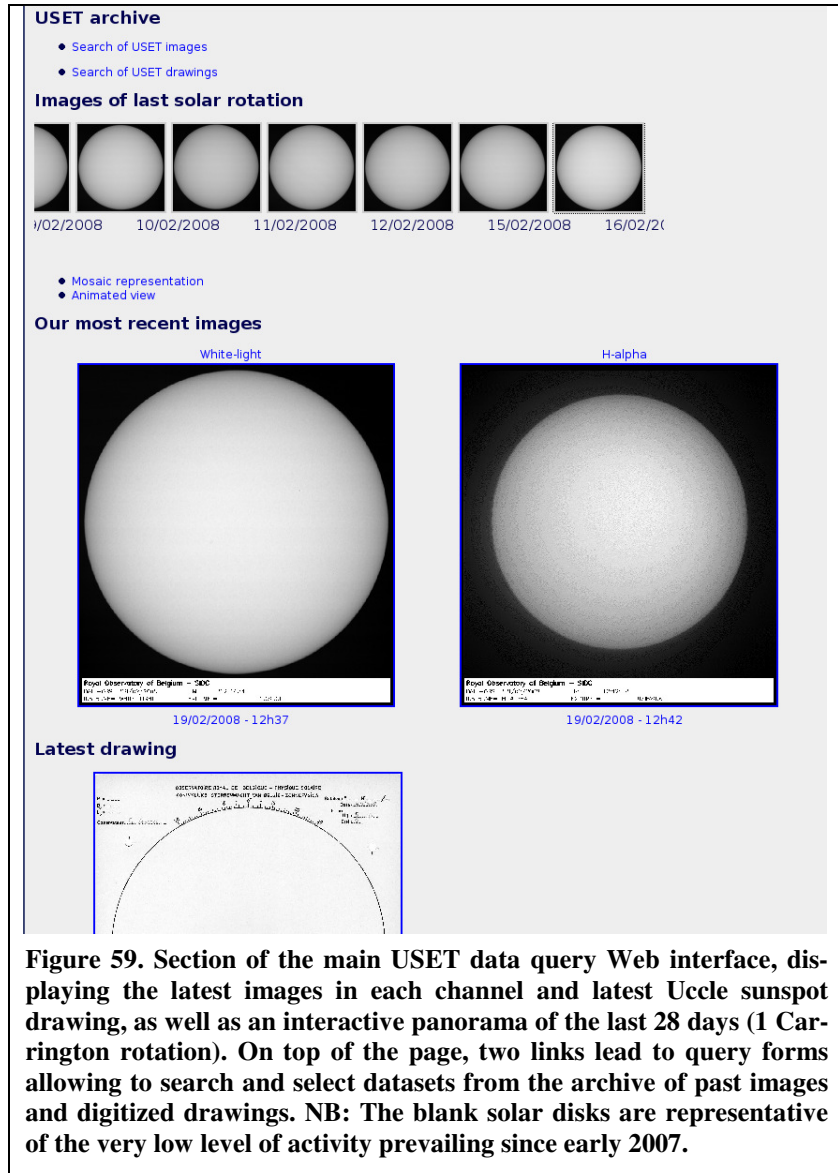 USET archive
Search of USET images
Search of USET drawings
Images of last solar rotation
/02/2008 10/02/2008 11/02/2008 12/02/2008 15/02/2008 16/02/20
Mosaic representation
Animated view
Our most recent images
White-light H-alpha
Royal Observatory of Belgium - SIDC Royal Observatory of Belgium - SIDC
19/02/2008 - 12h37 19/02/2008 - 12h42
Latest drawing
Figure 59. Section of the main USET data query Web interface, dis-
playing the latest images in each channel and latest Uccle sunspot
drawing, as well as an interactive panorama of the last 28 days (1 Car-
rington rotation). On top of the page, two links lead to query forms
allowing to search and select datasets from the archive of past images
and digitized drawings. NB: The blank solar disks are representative
of the very low level of activity prevailing since early 2007.